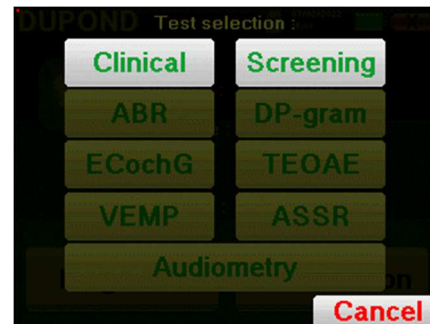 DUPOND Test selection :
Clinical Screening
ABR DP-gram
ECochG TEOAE
VEMP ASSR
Audiometry
Cancel